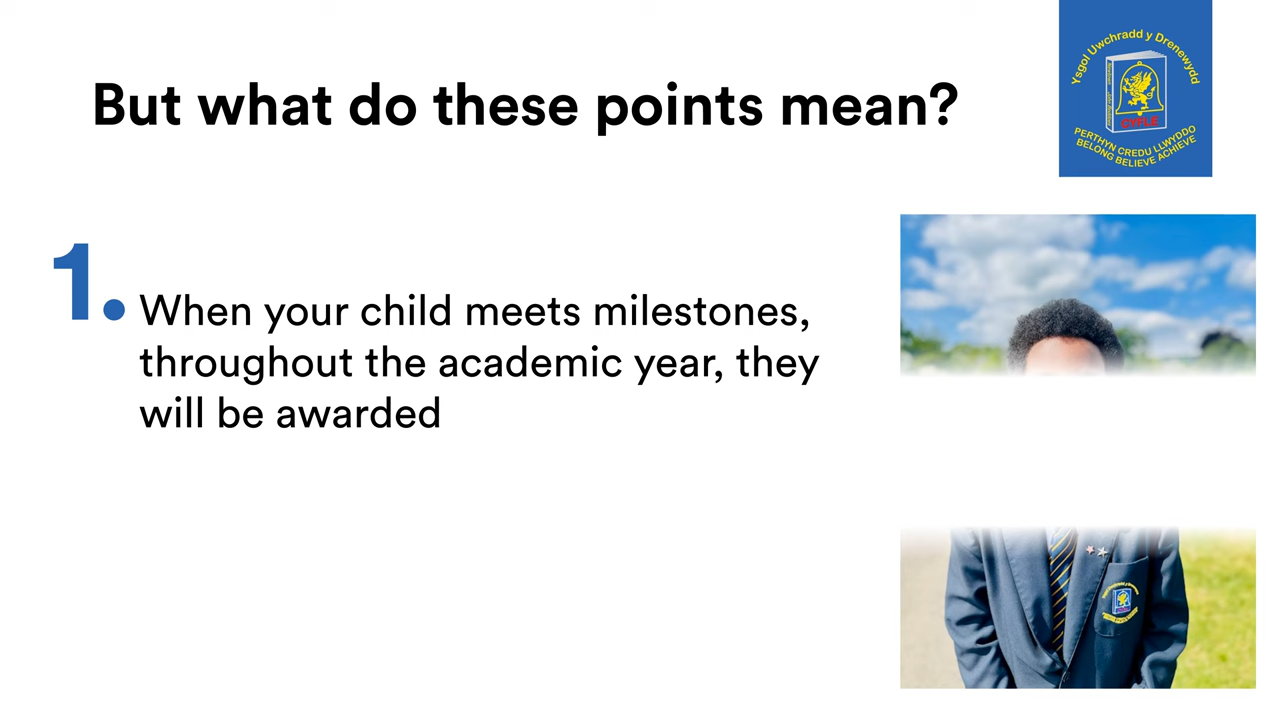 But what do these points mean?
Ysgol Uwchradd y Drenewydd
CYFLE
PERTHYN CREDU LLWYDDO
BELONG BELIEVE ACHIEVE
1.
When your child meets milestones,
throughout the academic year, they
will be awarded